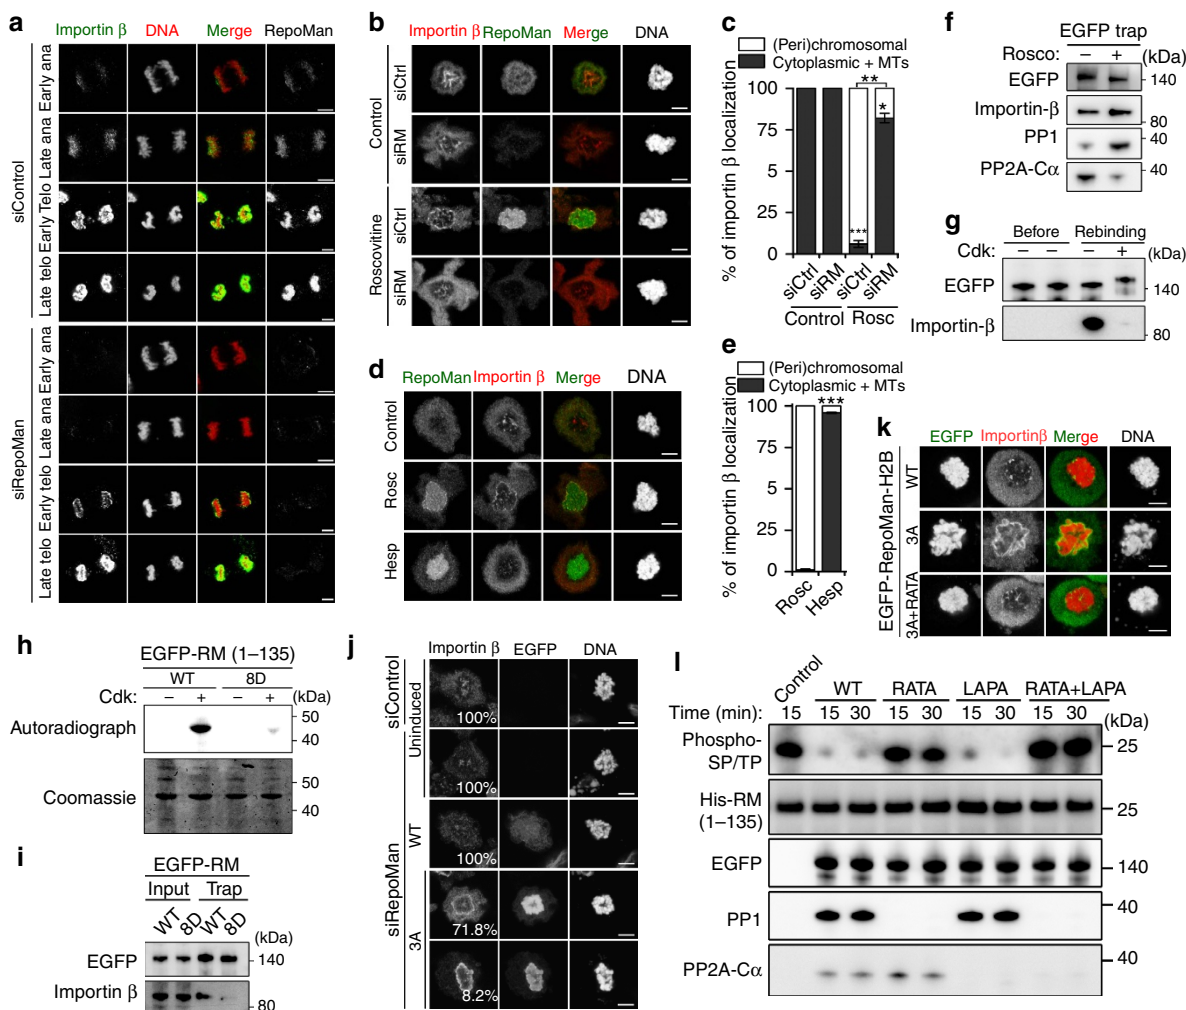 a
Importin β DNA Merge RepoMan
siControl
Early ana
Late ana
Early Telo
Late telo
siRepoMan
Early ana
Late ana
Early telo
Late telo
b
Importin β RepoMan Merge DNA
Control
siCtrl
siRM
Roscovitine
siCtrl
siRM
c
(Peri)chromosomal
Cytoplasmic + MTs
% of importin β localization
100
75
50
25
0
**
*
***
siCtrl siRM siCtrl siRM
Control Rosc
d
RepoMan Importin β Merge DNA
Control
Rosc
Hesp
e
(Peri)chromosomal
Cytoplasmic + MTs
% of importin β localization
100
75
50
25
0
***
Rosc Hesp
f
EGFP trap
Rosco: – + (kDa)
EGFP 140
Importin-β 80
PP1 40
PP2A-Cα 40
g
Before Rebinding
Cdk: – – – + (kDa)
EGFP 140
Importin-β 80
h
EGFP-RM (1–135)
WT 8D
Cdk: – + – + (kDa)
Autoradiograph 50
40
Coomassie 50
40
i
EGFP-RM
Input Trap
WT 8D WT 8D (kDa)
EGFP 140
Importin β 80
j
Importin β EGFP DNA
siControl
Uninduced
100%
100%
siRepoMan
WT
100%
3A
71.8%
8.2%
k
EGFP Importinβ Merge DNA
EGFP-RepoMan-H2B
WT
3A
3A+RATA
l
Control WT RATA LAPA RATA+LAPA
Time (min): 15 15 30 15 30 15 30 15 30 (kDa)
Phospho-
SP/TP 25
His-RM
(1–135) 25
EGFP 140
PP1 40
PP2A-Cα 40